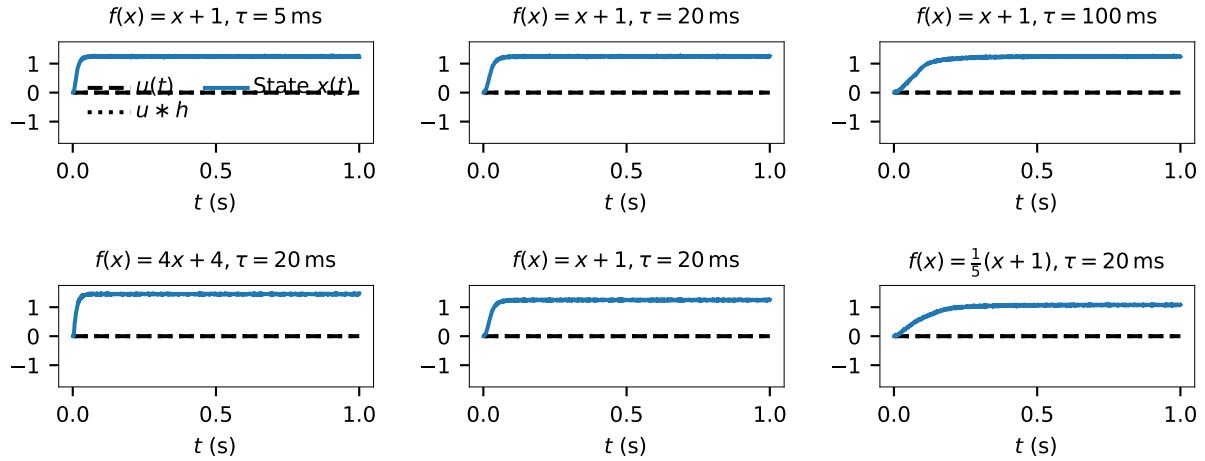 f(x) = x + 1, τ = 5 ms
1
0
−1
u(t)
State x(t)
u ∗ h
0.0 0.5 1.0
t (s)
f(x) = x + 1, τ = 20 ms
1
0
−1
0.0 0.5 1.0
t (s)
f(x) = x + 1, τ = 100 ms
1
0
−1
0.0 0.5 1.0
t (s)
f(x) = 4x + 4, τ = 20 ms
1
0
−1
0.0 0.5 1.0
t (s)
f(x) = x + 1, τ = 20 ms
1
0
−1
0.0 0.5 1.0
t (s)
f(x) = 1/5(x + 1), τ = 20 ms
1
0
−1
0.0 0.5 1.0
t (s)